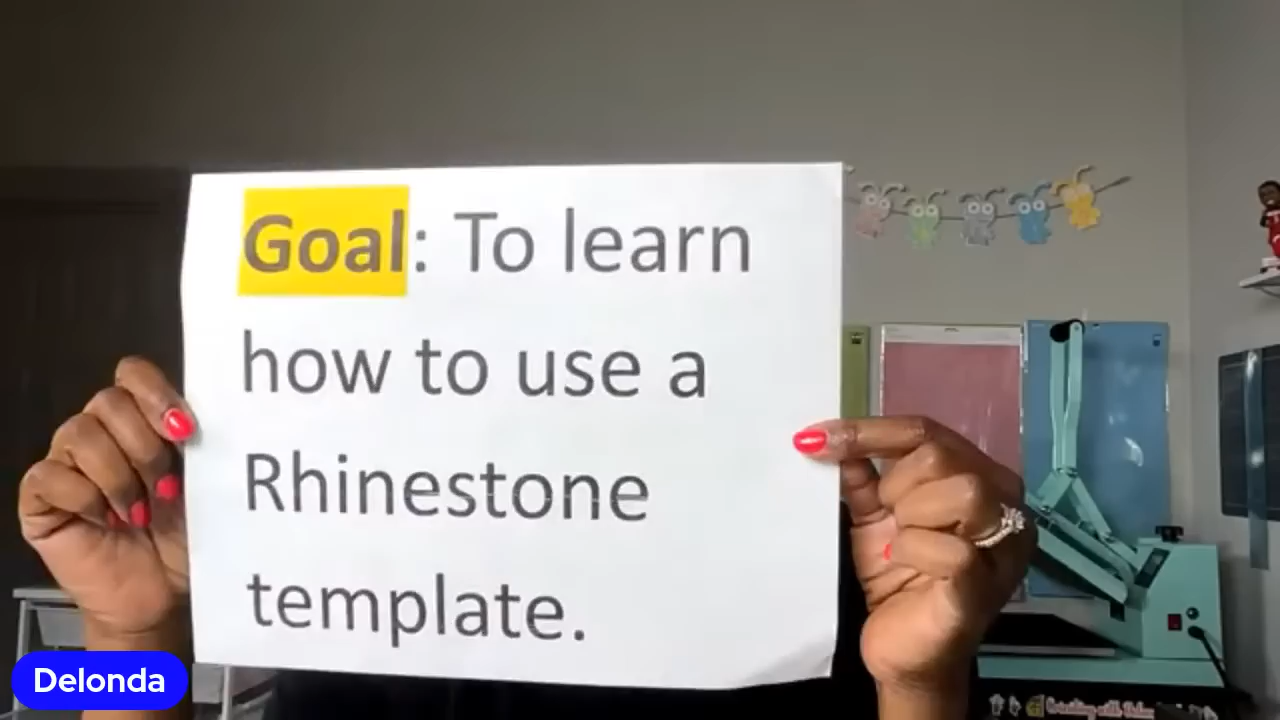 Goal: To learn
how to use a
Rhinestone
template.
Delonda